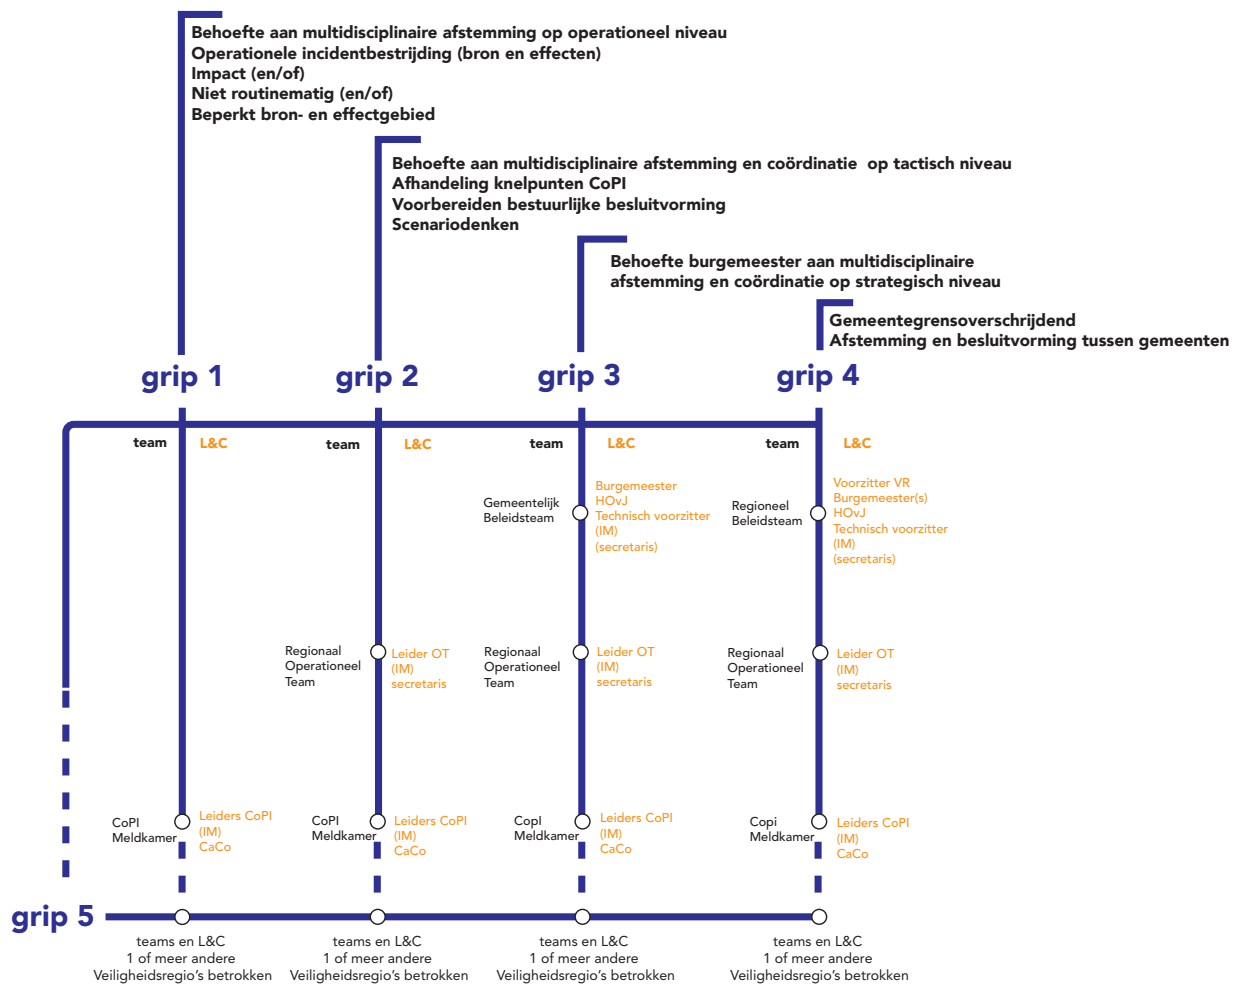 Behoefte aan multidisciplinaire afstemming op operationeel niveau
Operationele incidentbestrijding (bron en effecten)
Impact (en/of)
Niet routinematig (en/of)
Beperkt bron- en effectgebied
Behoefte aan multidisciplinaire afstemming en coördinatie  op tactisch niveau
Afhandeling knelpunten CoPI
Voorbereiden bestuurlijke besluitvorming
Scenariodenken
Behoefte burgemeester aan multidisciplinaire
afstemming en coördinatie op strategisch niveau
Gemeentegrensoverschrijdend
Afstemming en besluitvorming tussen gemeenten
grip 1
grip 2
grip 3
grip 4
team
L&C
team
L&C
team
L&C
team
L&C
Gemeentelijk
Beleidsteam
Burgemeester
HOvJ
Technisch voorzitter
(IM)
(secretaris)
Regioneel
Beleidsteam
Voorzitter VR
Burgemeester(s)
HOvJ
Technisch voorzitter
(IM)
(secretaris)
Regionaal
Operationeel
Team
Leider OT
(IM)
secretaris
Regionaal
Operationeel
Team
Leider OT
(IM)
secretaris
Regionaal
Operationeel
Team
Leider OT
(IM)
secretaris
CoPI
Meldkamer
Leiders CoPI
(IM)
CaCo
CoPI
Meldkamer
Leiders CoPI
(IM)
CaCo
CopI
Meldkamer
Leiders CoPI
(IM)
CaCo
Copi
Meldkamer
Leiders CoPI
(IM)
CaCo
grip 5
teams en L&C
1 of meer andere
Veiligheidsregio's betrokken
teams en L&C
1 of meer andere
Veiligheidsregio's betrokken
teams en L&C
1 of meer andere
Veiligheidsregio's betrokken
teams en L&C
1 of meer andere
Veiligheidsregio's betrokken